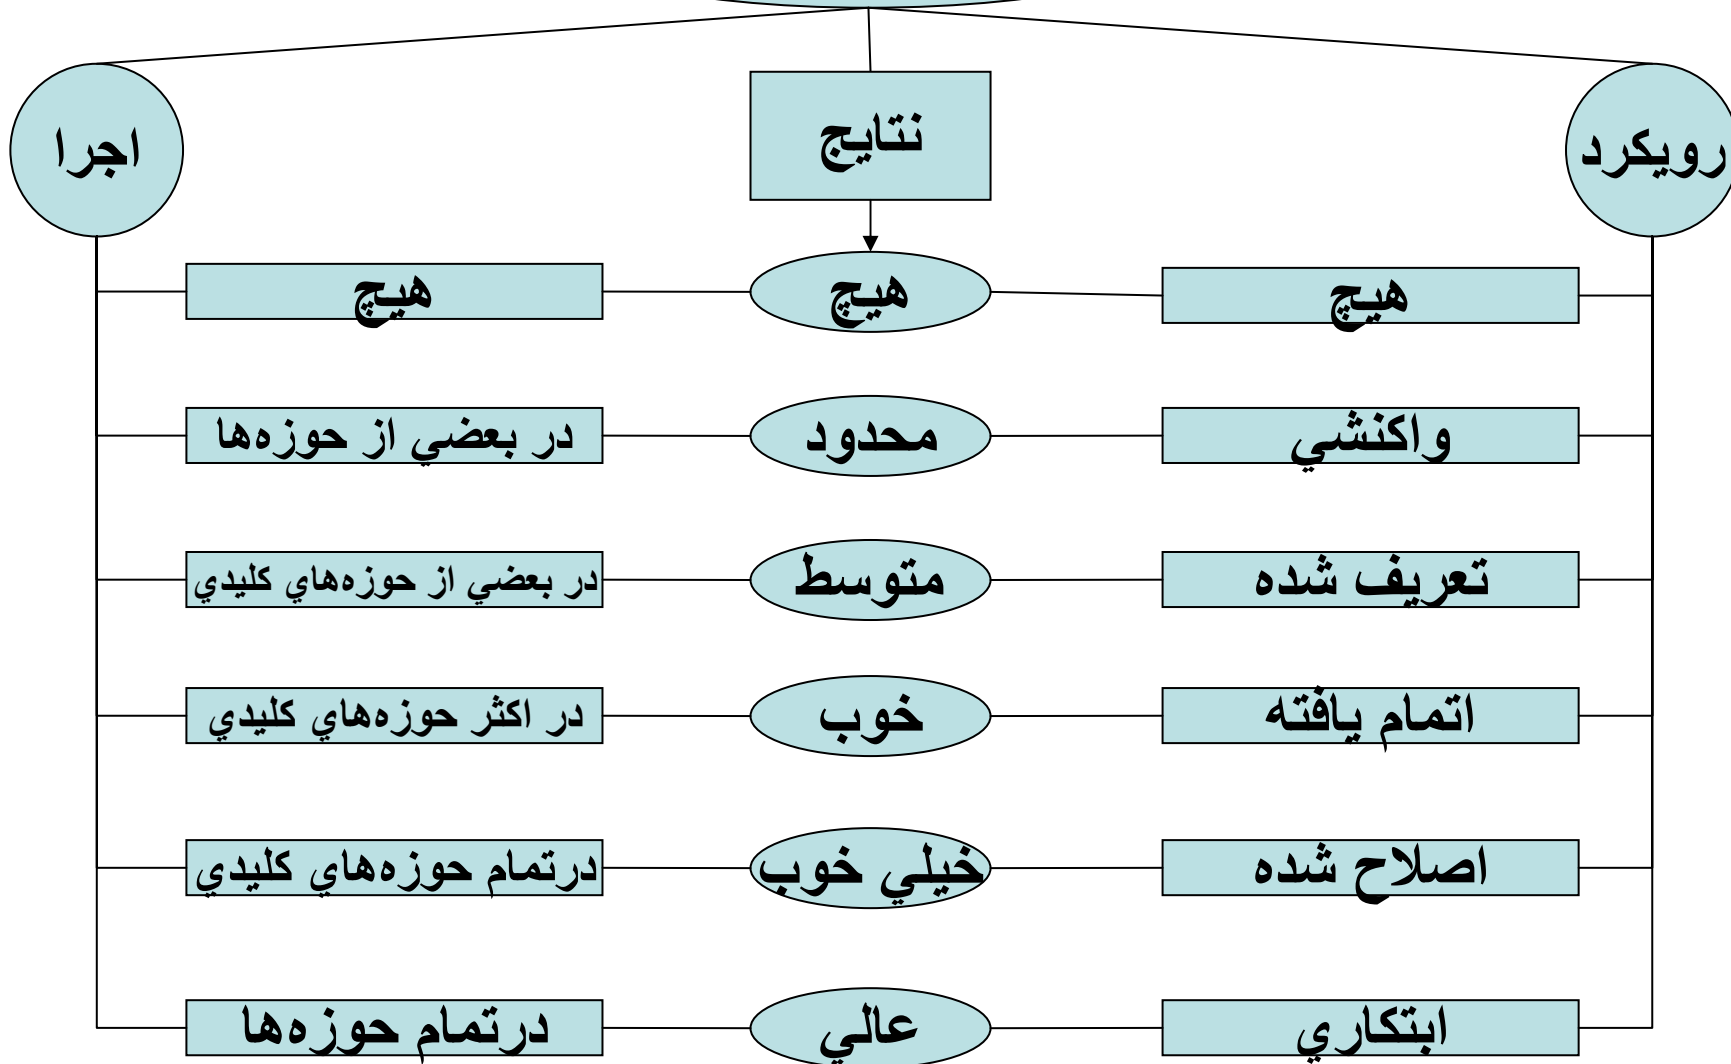 رويكرد
نتايج
اجرا
هيچ
هيچ
هيچ
واكنشي
محدود
در بعضي از حوزه‌ها
تعريف شده
متوسط
در بعضي از حوزه‌هاي كليدي
اتمام يافته
خوب
در اكثر حوزه‌هاي كليدي
اصلاح شده
خيلي خوب
درتمام حوزه‌هاي كليدي
ابتكاري
عالي
درتمام حوزه‌ها